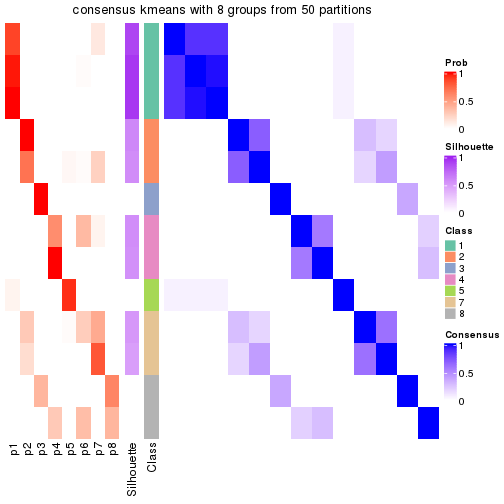 consensus kmeans with 8 groups from 50 partitions
Prob
1
0.5
0
Silhouette
1
0.5
0
Class
1
2
3
4
5
7
8
Consensus
1
0.5
0
p1
p2
p3
p4
p5
p6
p7
p8
Silhouette
Class